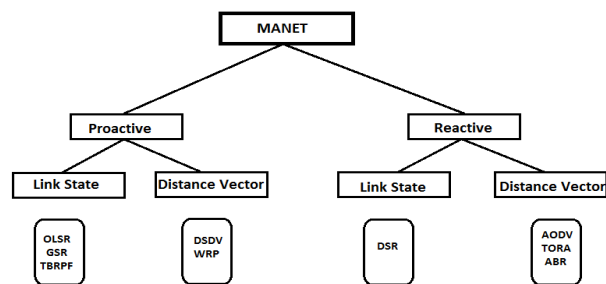 MANET
Proactive
Reactive
Link State
Distance Vector
Link State
Distance Vector
OLSR
GSR
TBRPF
DSDV
WRP
DSR
AODV
TORA
ABR